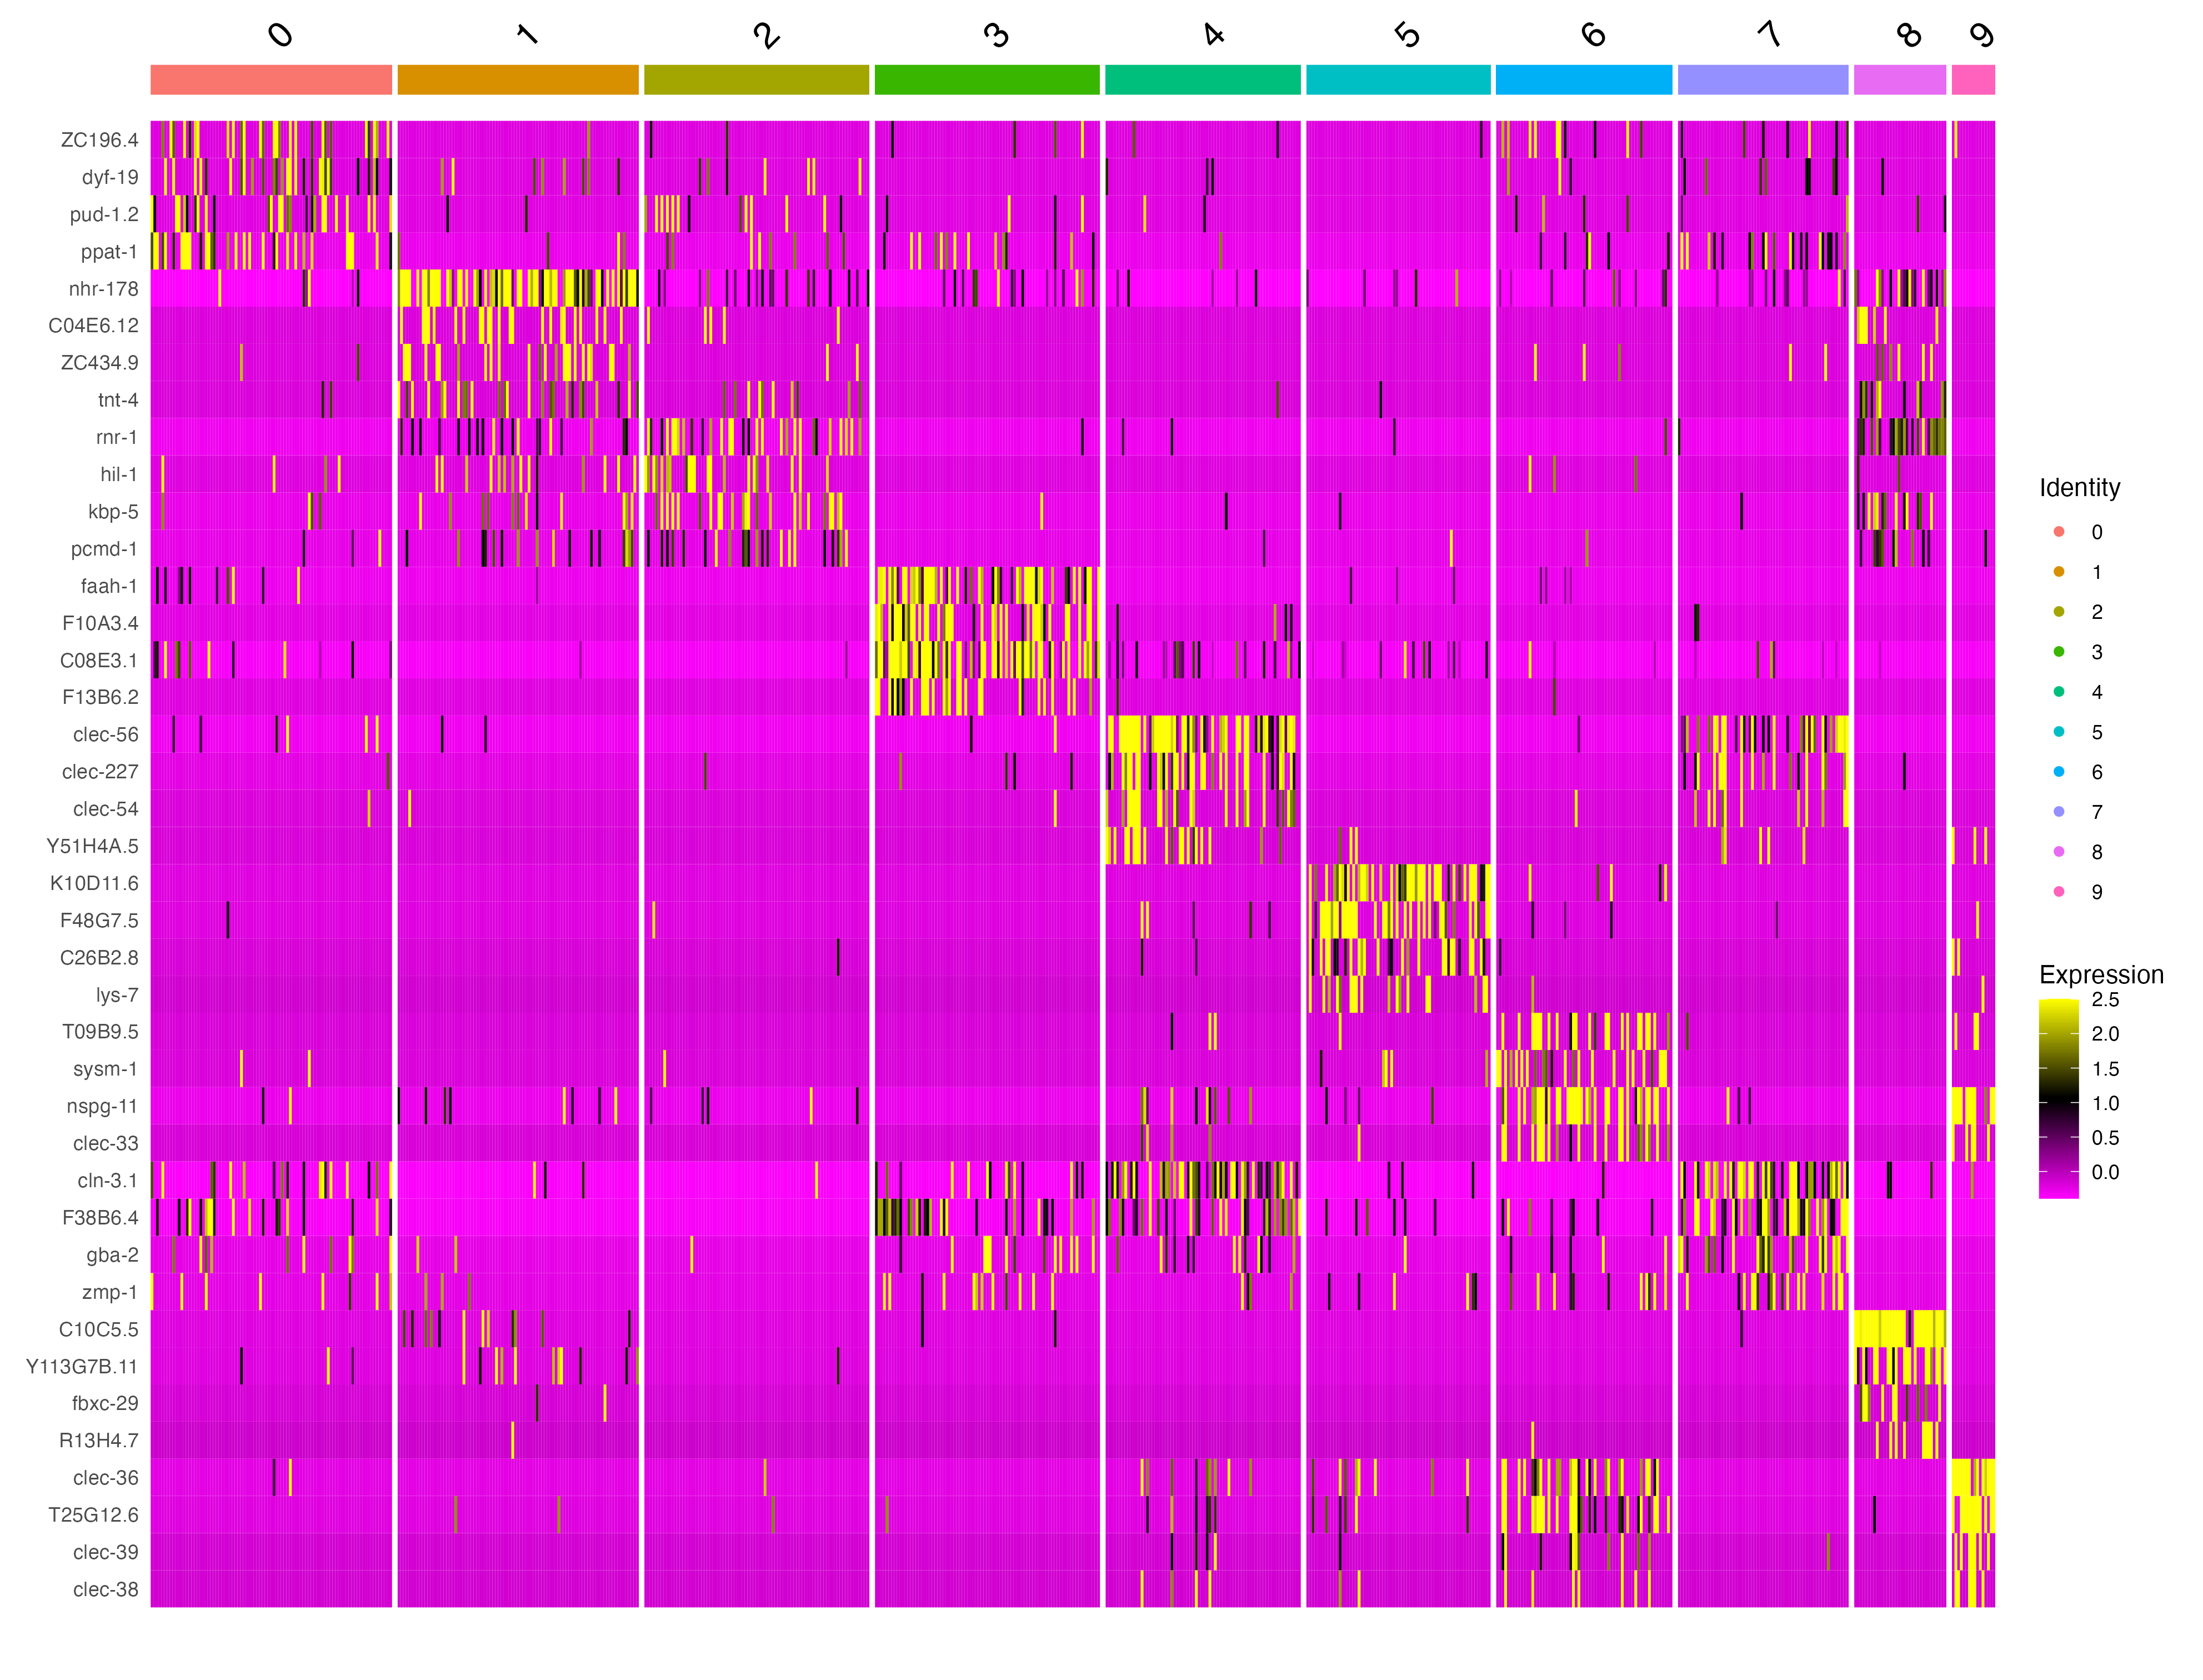 0 1 2 3 4 5 6 7 8 9
ZC196.4
dyf-19
pud-1.2
ppat-1
nhr-178
C04E6.12
ZC434.9
tnt-4
rnr-1
hil-1
kbp-5
pcmd-1
faah-1
F10A3.4
C08E3.1
F13B6.2
clec-56
clec-227
clec-54
Y51H4A.5
K10D11.6
F48G7.5
C26B2.8
lys-7
T09B9.5
sysm-1
nspg-11
clec-33
cln-3.1
F38B6.4
gba-2
zmp-1
C10C5.5
Y113G7B.11
fbxc-29
R13H4.7
clec-36
T25G12.6
clec-39
clec-38
Identity
0
1
2
3
4
5
6
7
8
9
Expression
2.5
2.0
1.5
1.0
0.5
0.0